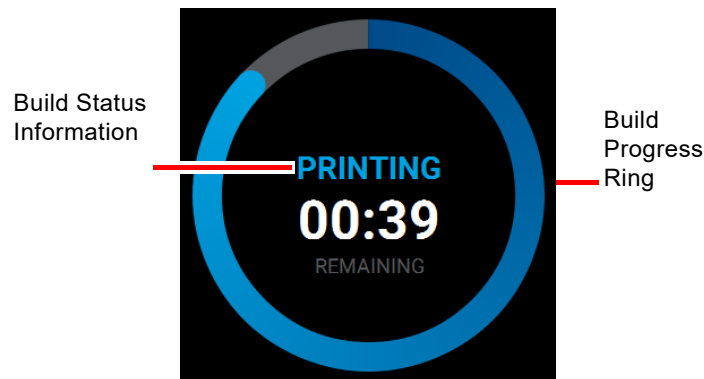 Build Status
Information
PRINTING
00:39
REMAINING
Build
Progress
Ring